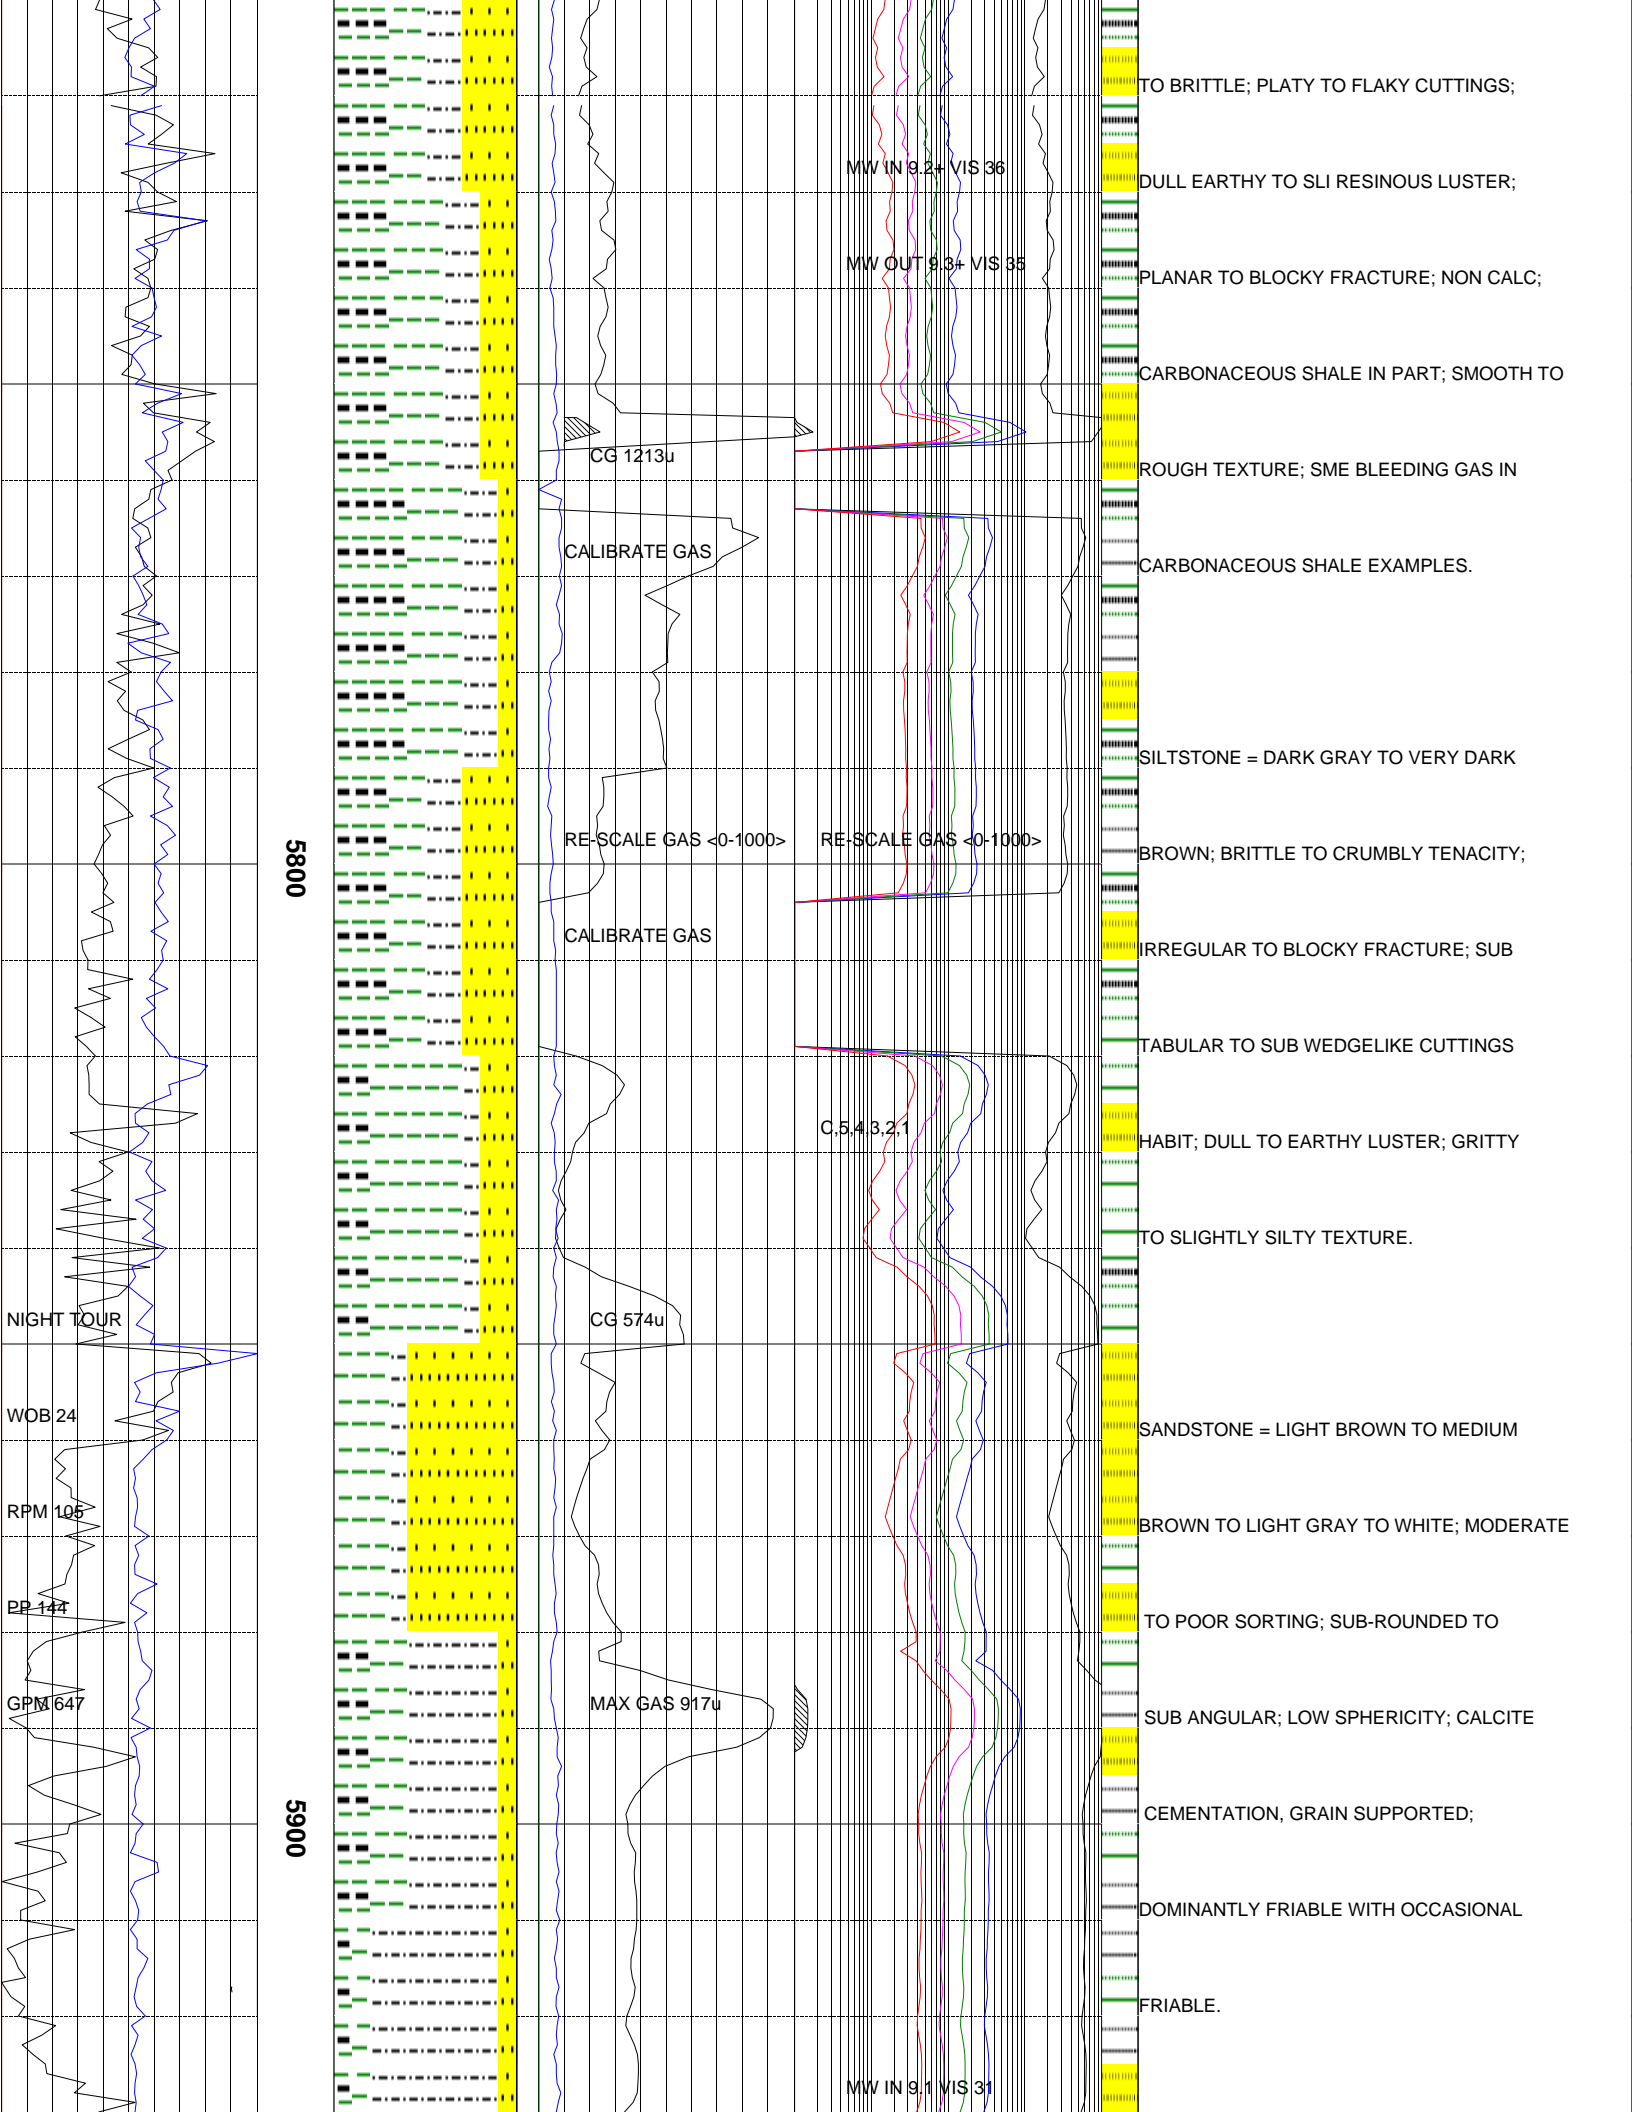 TO BRITTLE; PLATY TO FLAKY CUTTINGS;
MW IN 9.2+ VIS 36
DULL EARTHY TO SLI RESINOUS LUSTER;
MW OUT 9.3+ VIS 35
PLANAR TO BLOCKY FRACTURE; NON CALC;
CARBONACEOUS SHALE IN PART; SMOOTH TO
CG 1213u
ROUGH TEXTURE; SME BLEEDING GAS IN
CALIBRATE GAS
CARBONACEOUS SHALE EXAMPLES.
SILTSTONE = DARK GRAY TO VERY DARK
RE-SCALE GAS <0-1000>
RE-SCALE GAS <0-1000>
BROWN; BRITTLE TO CRUMBLY TENACITY;
5800
CALIBRATE GAS
IRREGULAR TO BLOCKY FRACTURE; SUB
TABULAR TO SUB WEDGELIKE CUTTINGS
C,5,4,3,2,1
HABIT; DULL TO EARTHY LUSTER; GRITTY
TO SLIGHTLY SILTY TEXTURE.
NIGHT TOUR
CG 574u
WOB 24
SANDSTONE = LIGHT BROWN TO MEDIUM
RPM 105
BROWN TO LIGHT GRAY TO WHITE; MODERATE
PP 144
TO POOR SORTING; SUB-ROUNDED TO
GPM 647
MAX GAS 917u
SUB ANGULAR; LOW SPHERICITY; CALCITE
5900
CEMENTATION, GRAIN SUPPORTED;
DOMINANTLY FRIABLE WITH OCCASIONAL
FRIABLE.
MW IN 9.1 VIS 31